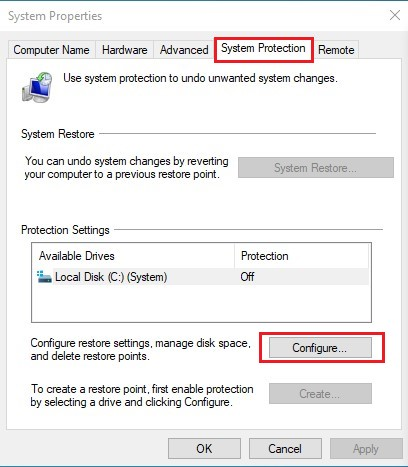 System Properties
Computer Name Hardware Advanced System Protection Remote
Use system protection to undo unwanted system changes.
System Restore
You can undo system changes by reverting
your computer to a previous restore point.
System Restore...
Protection Settings
Available Drives Protection
Local Disk (C:) (System) Off
Configure restore settings, manage disk space,
and delete restore points.
Configure...
To create a restore point, first enable protection
by selecting a drive and clicking Configure.
Create...
OK Cancel Apply